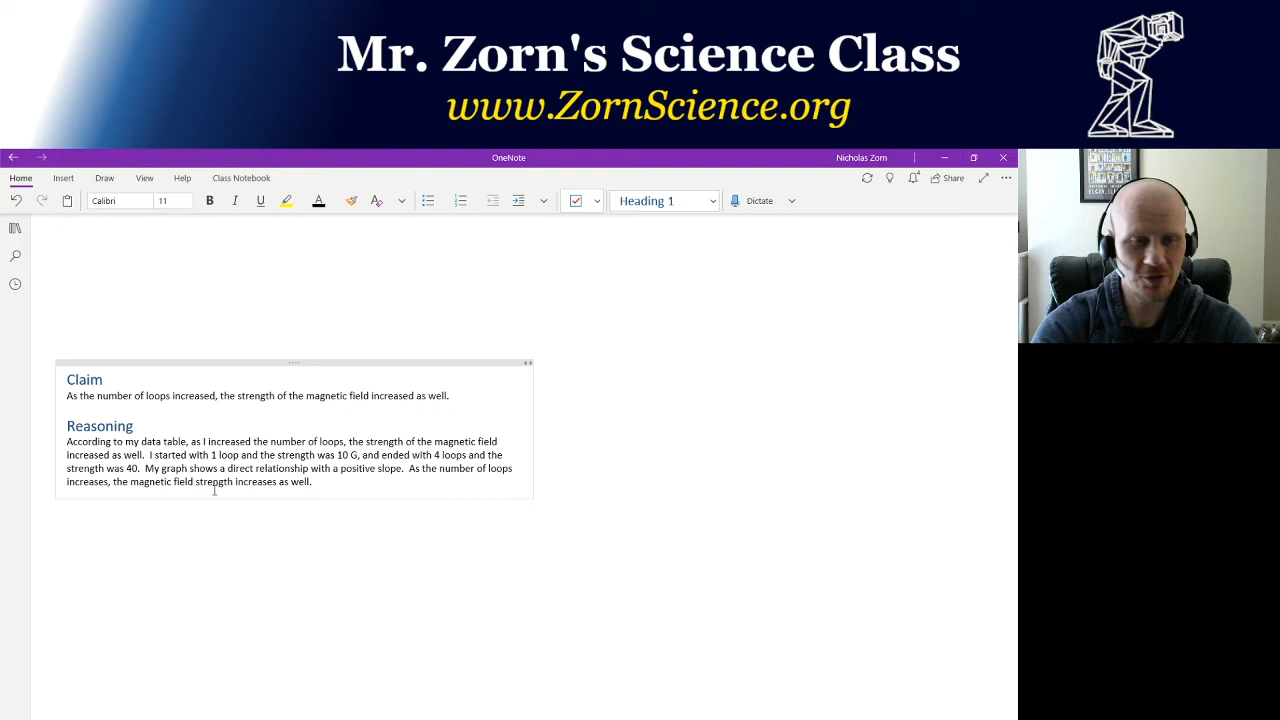 Mr. Zorn's Science Class
www.ZornScience.org
OneNote
Nicholas Zorn
Home Insert Draw View Help Class Notebook
Share
Calibri 11 B I U A Heading 1 Dictate
Claim
As the number of loops increased, the strength of the magnetic field increased as well.
Reasoning
According to my data table, as I increased the number of loops, the strength of the magnetic field
increased as well. I started with 1 loop and the strength was 10 G, and ended with 4 loops and the
strength was 40. My graph shows a direct relationship with a positive slope. As the number of loops
increases, the magnetic field strength increases as well.